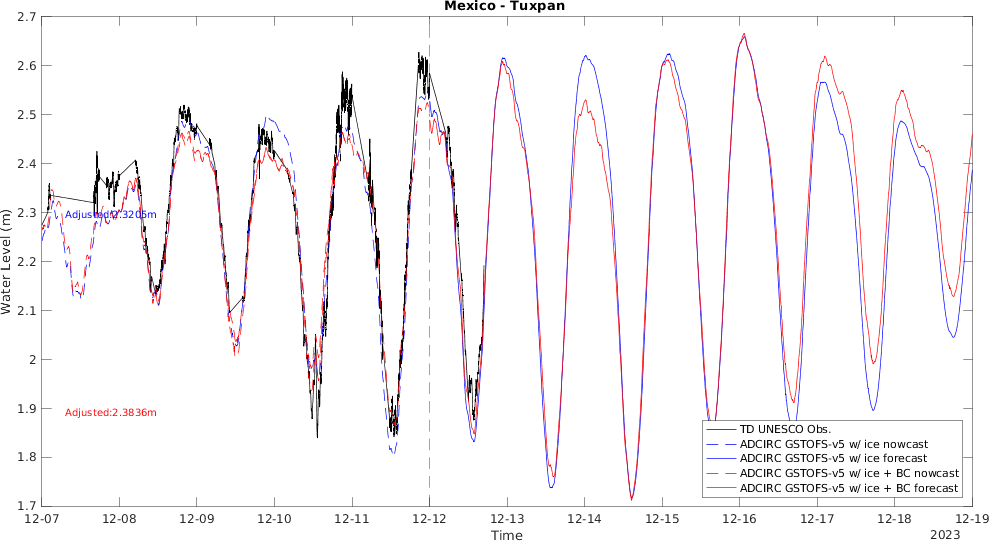 Mexico - Tuxpan
2.7
2.6
2.5
2.4
2.3
2.2
2.1
2
1.9
1.8
1.7
Water Level (m)
Adjusted:2.3205m
Adjusted:2.3836m
TD UNESCO Obs.
ADCIRC GSTOFS-v5 w/ ice nowcast
ADCIRC GSTOFS-v5 w/ ice forecast
ADCIRC GSTOFS-v5 w/ ice + BC nowcast
ADCIRC GSTOFS-v5 w/ ice + BC forecast
12-07 12-08 12-09 12-10 12-11 12-12 12-13 12-14 12-15 12-16 12-17 12-18 12-19
Time
2023